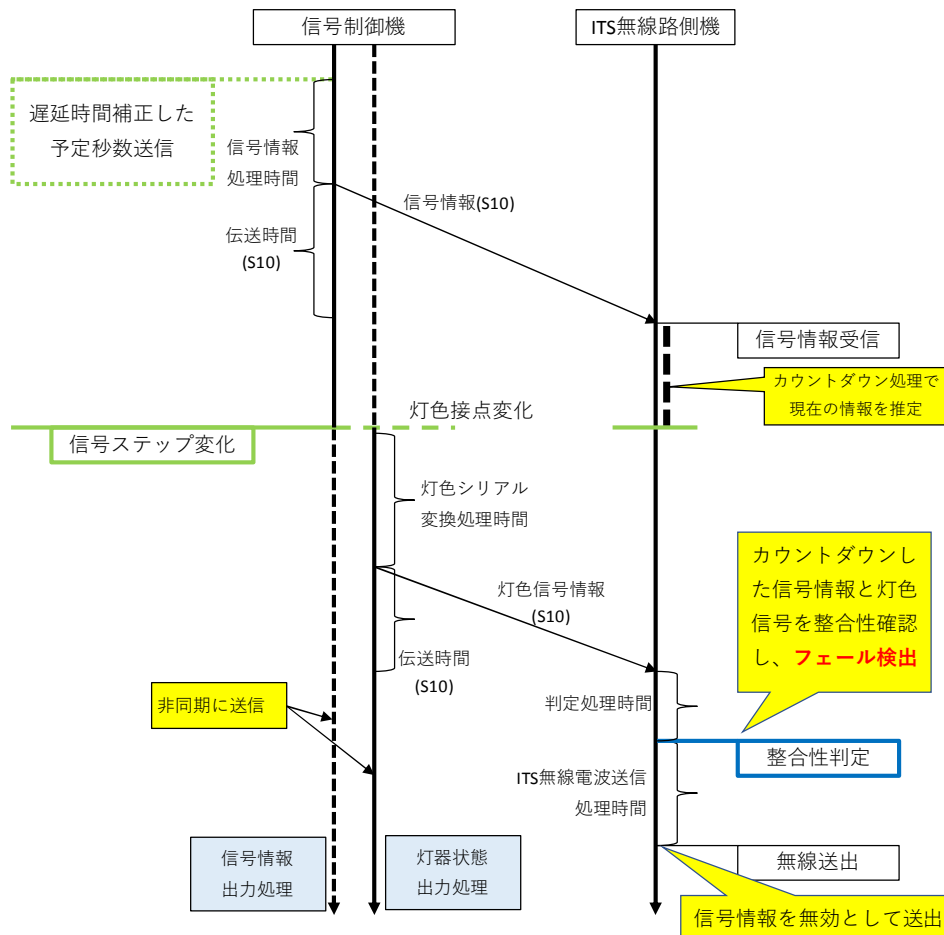 信号制御機
ITS無線路側機
遅延時間補正した
予定秒数送信
信号情報
処理時間
信号情報(S10)
伝送時間
(S10)
信号情報受信
カウントダウン処理で
現在の情報を推定
灯色接点変化
信号ステップ変化
灯色シリアル
変換処理時間
カウントダウンし
た信号情報と灯色
信号を整合性確認
し、フェール検出
灯色信号情報
(S10)
伝送時間
(S10)
非同期に送信
判定処理時間
整合性判定
ITS無線電波送信
処理時間
信号情報
出力処理
灯器状態
出力処理
無線送出
信号情報を無効として送出